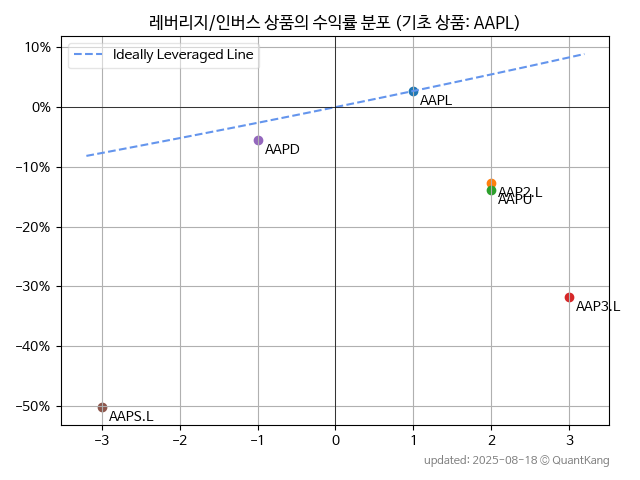 레버리지/인버스 상품의 수익률 분포 (기초 상품: AAPL)
10%
Ideally Leveraged Line
AAPL
0%
AAPD
−10%
AAP2.L
AAPU
−20%
−30%
AAP3.L
−40%
−50%
AAPS.L
−3 −2 −1 0 1 2 3
updated: 2025-08-18 © QuantKang